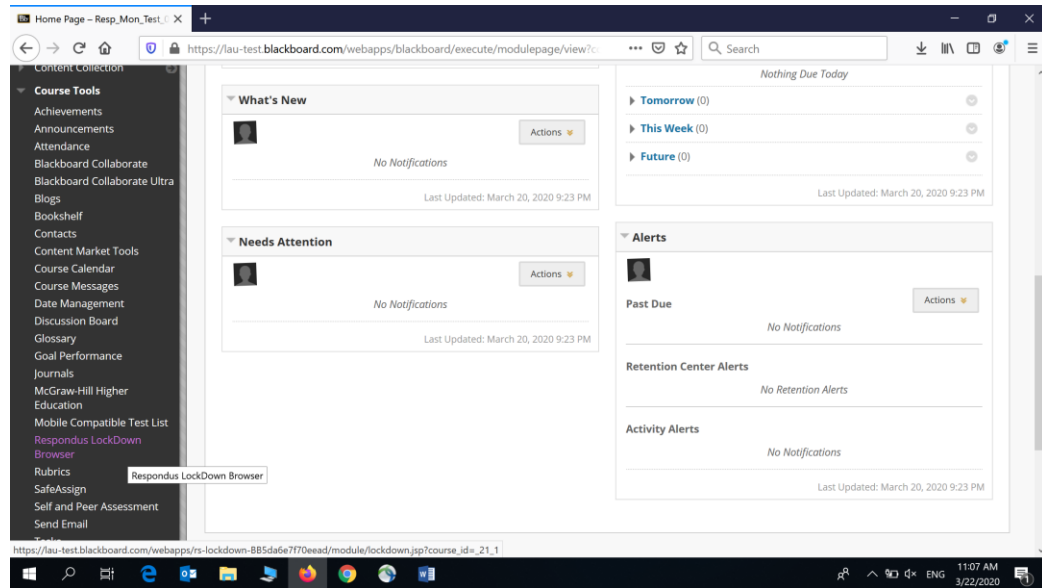 Home Page – Resp_Mon_Test_
https://lau-test.blackboard.com/webapps/blackboard/execute/modulepage/view?c
Search
Content Collection
Course Tools
Achievements
Announcements
Attendance
Blackboard Collaborate
Blackboard Collaborate Ultra
Blogs
Bookshelf
Contacts
Content Market Tools
Course Calendar
Course Messages
Date Management
Discussion Board
Glossary
Goal Performance
Journals
McGraw-Hill Higher
Education
Mobile Compatible Test List
Respondus LockDown
Browser
Rubrics
SafeAssign
Self and Peer Assessment
Send Email
Respondus LockDown Browser
What's New
Actions
No Notifications
Last Updated: March 20, 2020 9:23 PM
Needs Attention
Actions
No Notifications
Last Updated: March 20, 2020 9:23 PM
Nothing Due Today
Tomorrow (0)
This Week (0)
Future (0)
Last Updated: March 20, 2020 9:23 PM
Alerts
Actions
Past Due
No Notifications
Retention Center Alerts
No Retention Alerts
Activity Alerts
No Notifications
Last Updated: March 20, 2020 9:23 PM
https://lau-test.blackboard.com/webapps/rs-lockdown-BB5da6e7f70eead/module/lockdown.jsp?course_id=_21_1
ENG
11:07 AM
3/22/2020